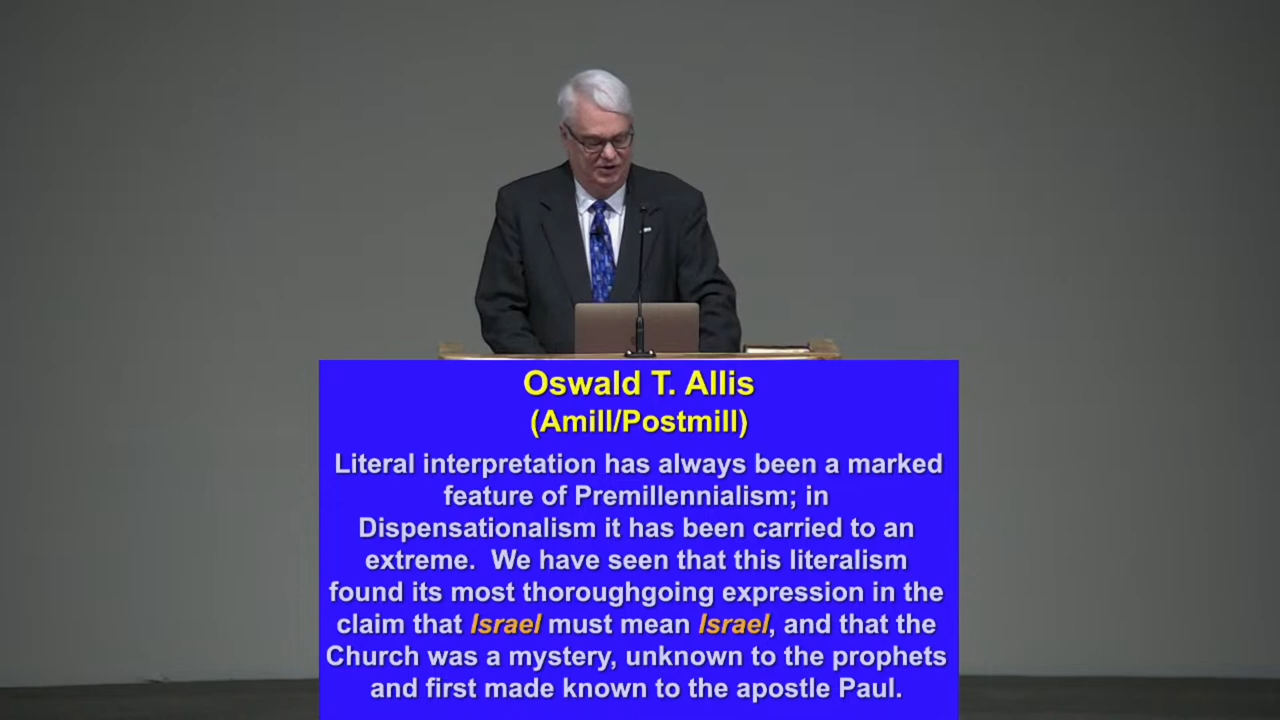 Oswald T. Allis
(Amill/Postmill)
Literal interpretation has always been a marked
feature of Premillennialism; in
Dispensationalism it has been carried to an
extreme.  We have seen that this literalism
found its most thoroughgoing expression in the
claim that Israel must mean Israel, and that the
Church was a mystery, unknown to the prophets
and first made known to the apostle Paul.